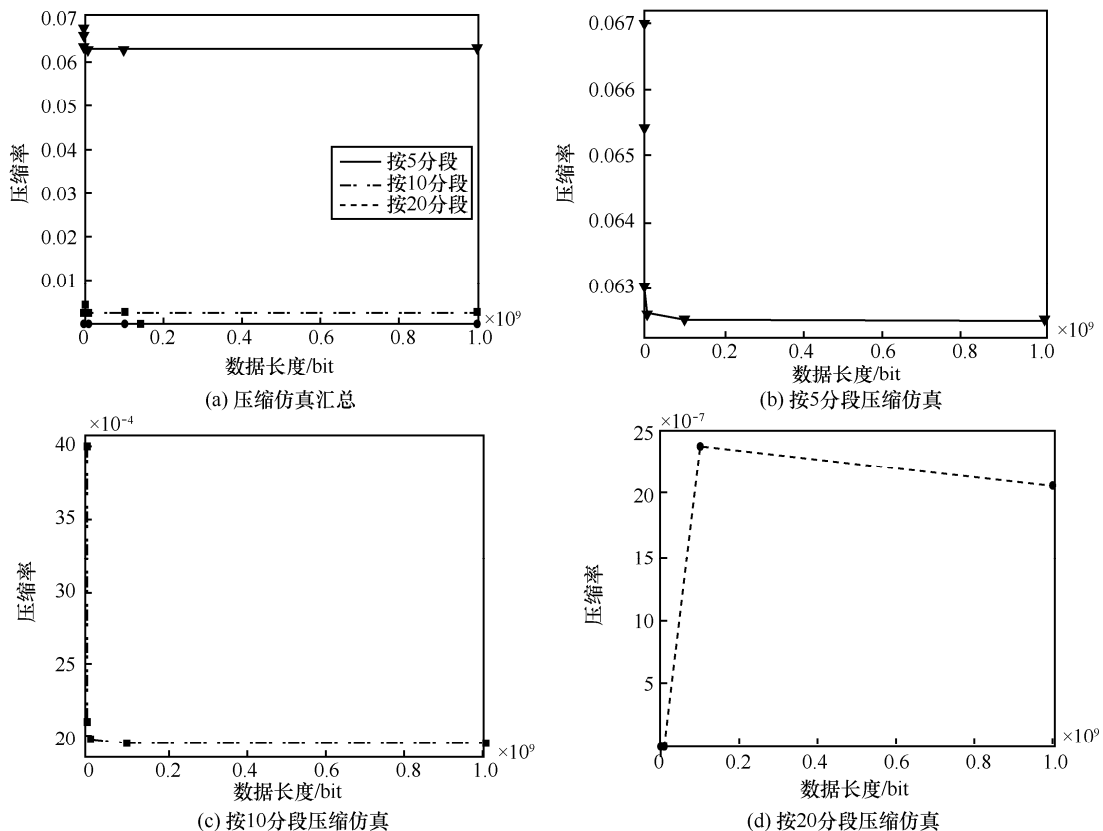 0.07
0.06
0.05
0.04
0.03
0.02
0.01
压缩率
按5分段
按10分段
按20分段
0 0.2 0.4 0.6 0.8 1.0
×10⁹
数据长度/bit
(a) 压缩仿真汇总
0.067
0.066
0.065
0.064
0.063
压缩率
0 0.2 0.4 0.6 0.8 1.0
×10⁹
数据长度/bit
(b) 按5分段压缩仿真
×10⁻⁴
40
35
30
25
20
压缩率
0 0.2 0.4 0.6 0.8 1.0
×10⁹
数据长度/bit
(c) 按10分段压缩仿真
×10⁻⁷
25
20
15
10
5
压缩率
0 0.2 0.4 0.6 0.8 1.0
×10⁹
数据长度/bit
(d) 按20分段压缩仿真